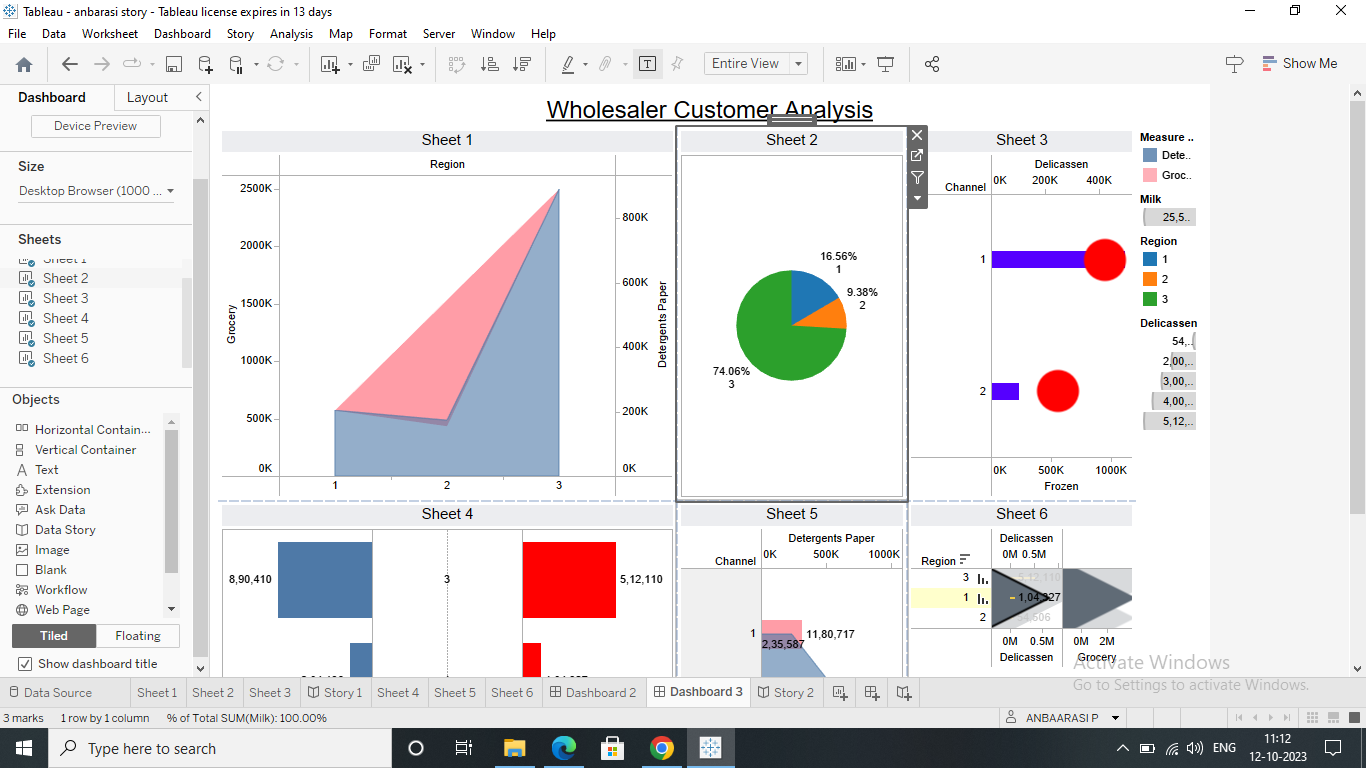 Tableau - anbarasi story - Tableau license expires in 13 days
File Data Worksheet Dashboard Story Analysis Map Format Server Window Help
Entire View
Show Me
Dashboard Layout
Device Preview
Size
Desktop Browser (1000 ...
Sheets
Sheet 1
Sheet 2
Sheet 3
Sheet 4
Sheet 5
Sheet 6
Objects
Horizontal Contain...
Vertical Container
Text
Extension
Ask Data
Data Story
Image
Blank
Workflow
Web Page
Tiled Floating
Show dashboard title
Wholesaler Customer Analysis
Sheet 1
Region
2500K
2000K
1500K
1000K
500K
0K
Grocery
800K
600K
400K
200K
0K
Detergents Paper
1 2 3
Sheet 2
16.56%
1
9.38%
2
74.06%
3
Sheet 3
Delicassen
Channel 0K 200K 400K
1
2
0K 500K 1000K
Frozen
Measure ..
Dete..
Groc..
Milk
25,5..
Region
1
2
3
Delicassen
54,..
2,00,..
3,00,..
4,00,..
5,12,..
Sheet 4
8,90,410 3 5,12,110
Sheet 5
Detergents Paper
Channel 0K 500K 1000K
1 11,80,717
2,35,587
Sheet 6
Delicassen
0M 0.5M
Region
3 5,12,110
1 1,04,327
2 54,506
0M 0.5M 0M 2M
Delicassen Grocery
Activate Windows
Go to Settings to activate Windows.
Data Source Sheet 1 Sheet 2 Sheet 3 Story 1 Sheet 4 Sheet 5 Sheet 6 Dashboard 2 Dashboard 3 Story 2
3 marks 1 row by 1 column % of Total SUM(Milk): 100.00% ANBAARASI P
Type here to search
ENG
11:12
12-10-2023